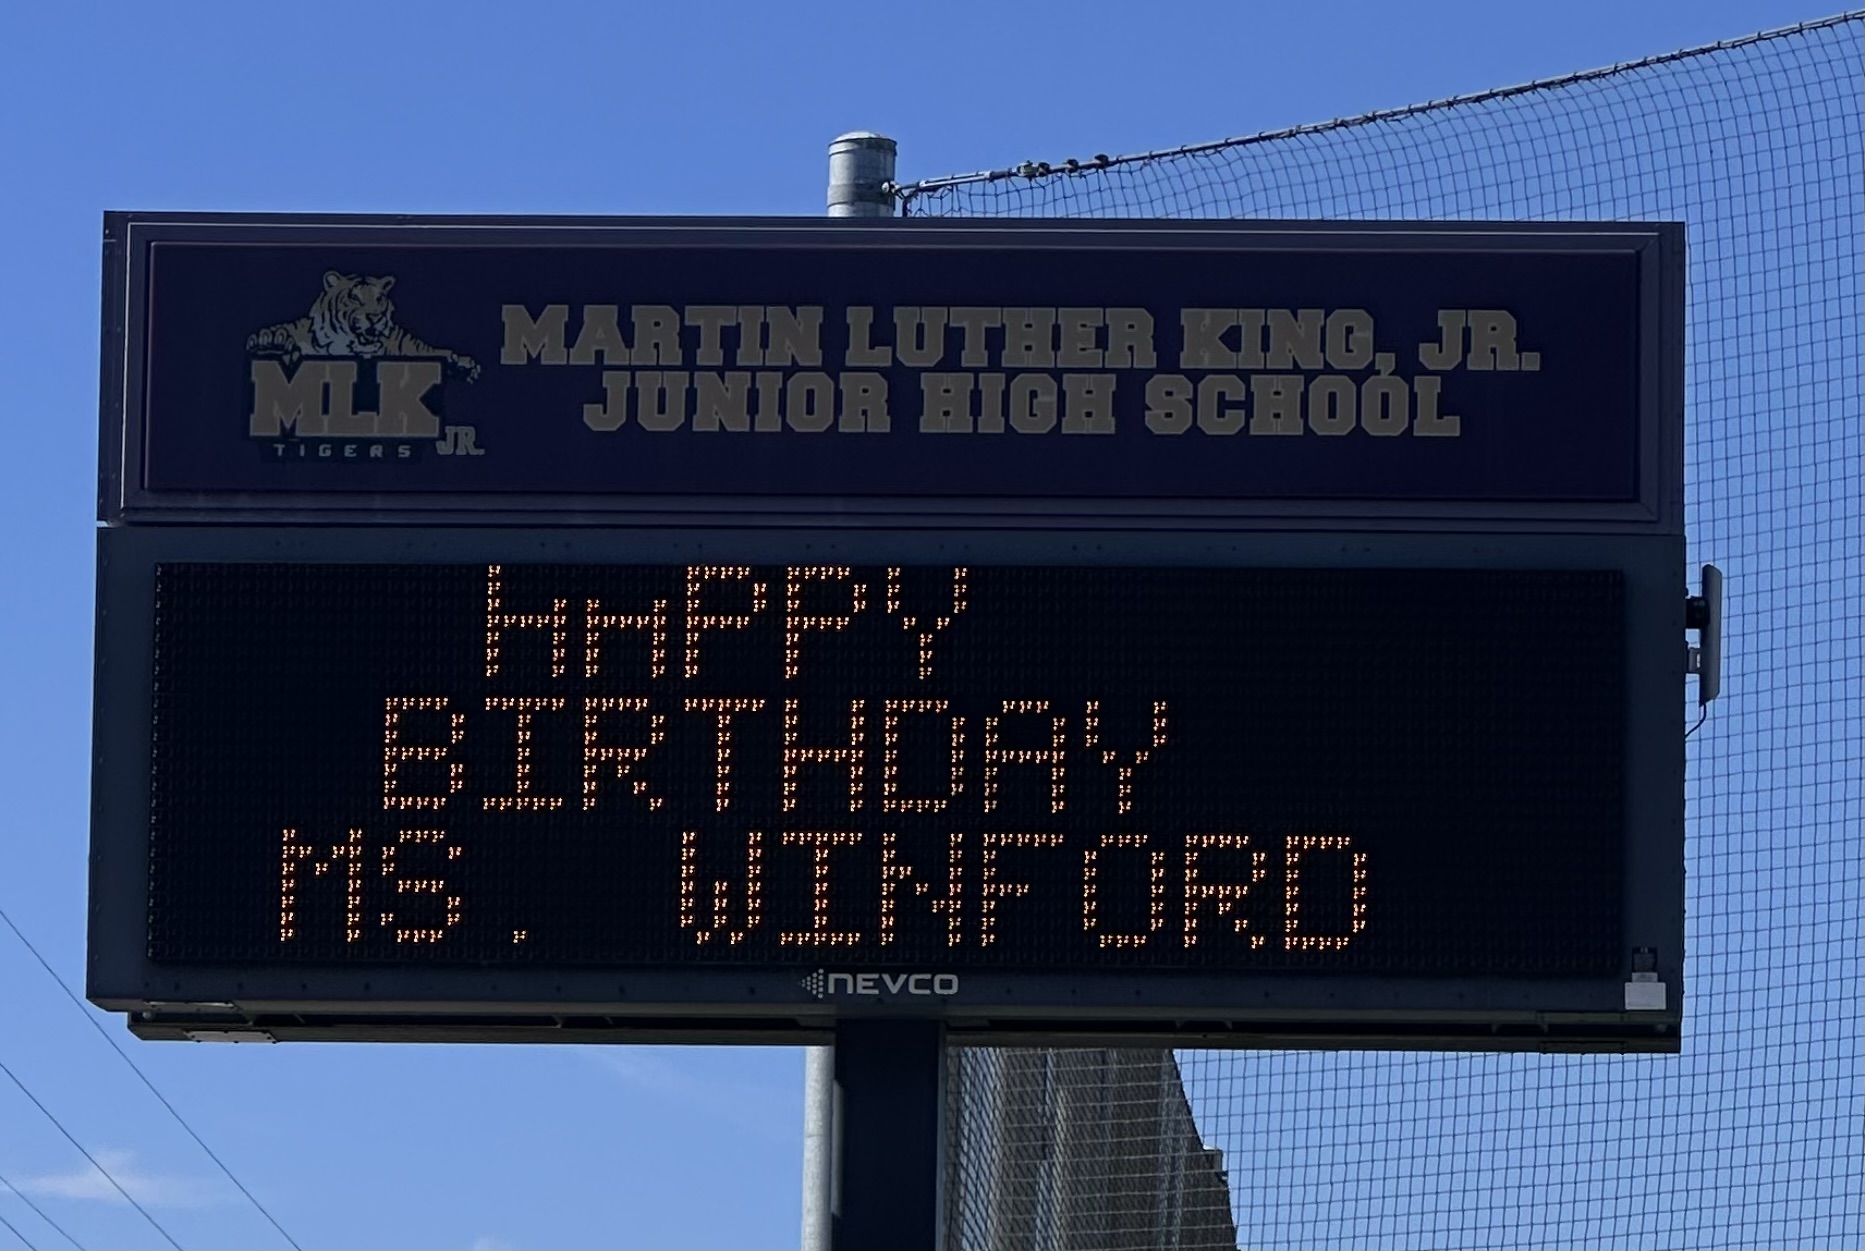 MLK JR.
TIGERS
MARTIN LUTHER KING, JR.
JUNIOR HIGH SCHOOL
HAPPY
BIRTHDAY
MS. WINFORD
NEVCO